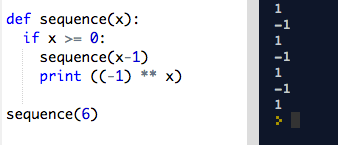 def sequence(x):
  if x >= 0:
    sequence(x-1)
    print ((-1) ** x)

sequence(6)
1
-1
1
-1
1
-1
1